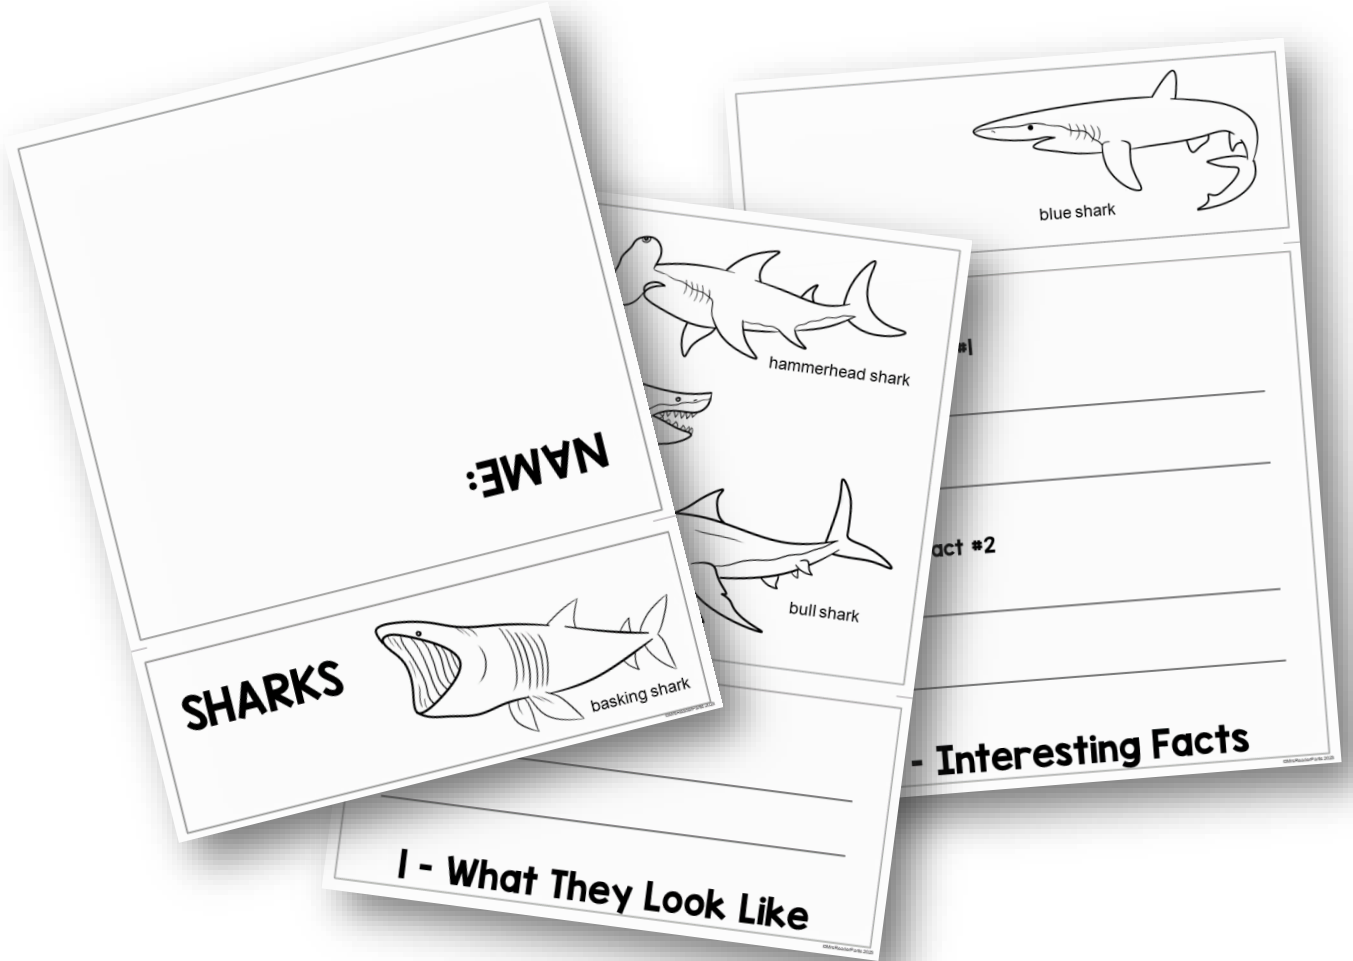 NAME:
SHARKS
basking shark
hammerhead shark
bull shark
1 - What They Look Like
blue shark
#1
act #2
- Interesting Facts